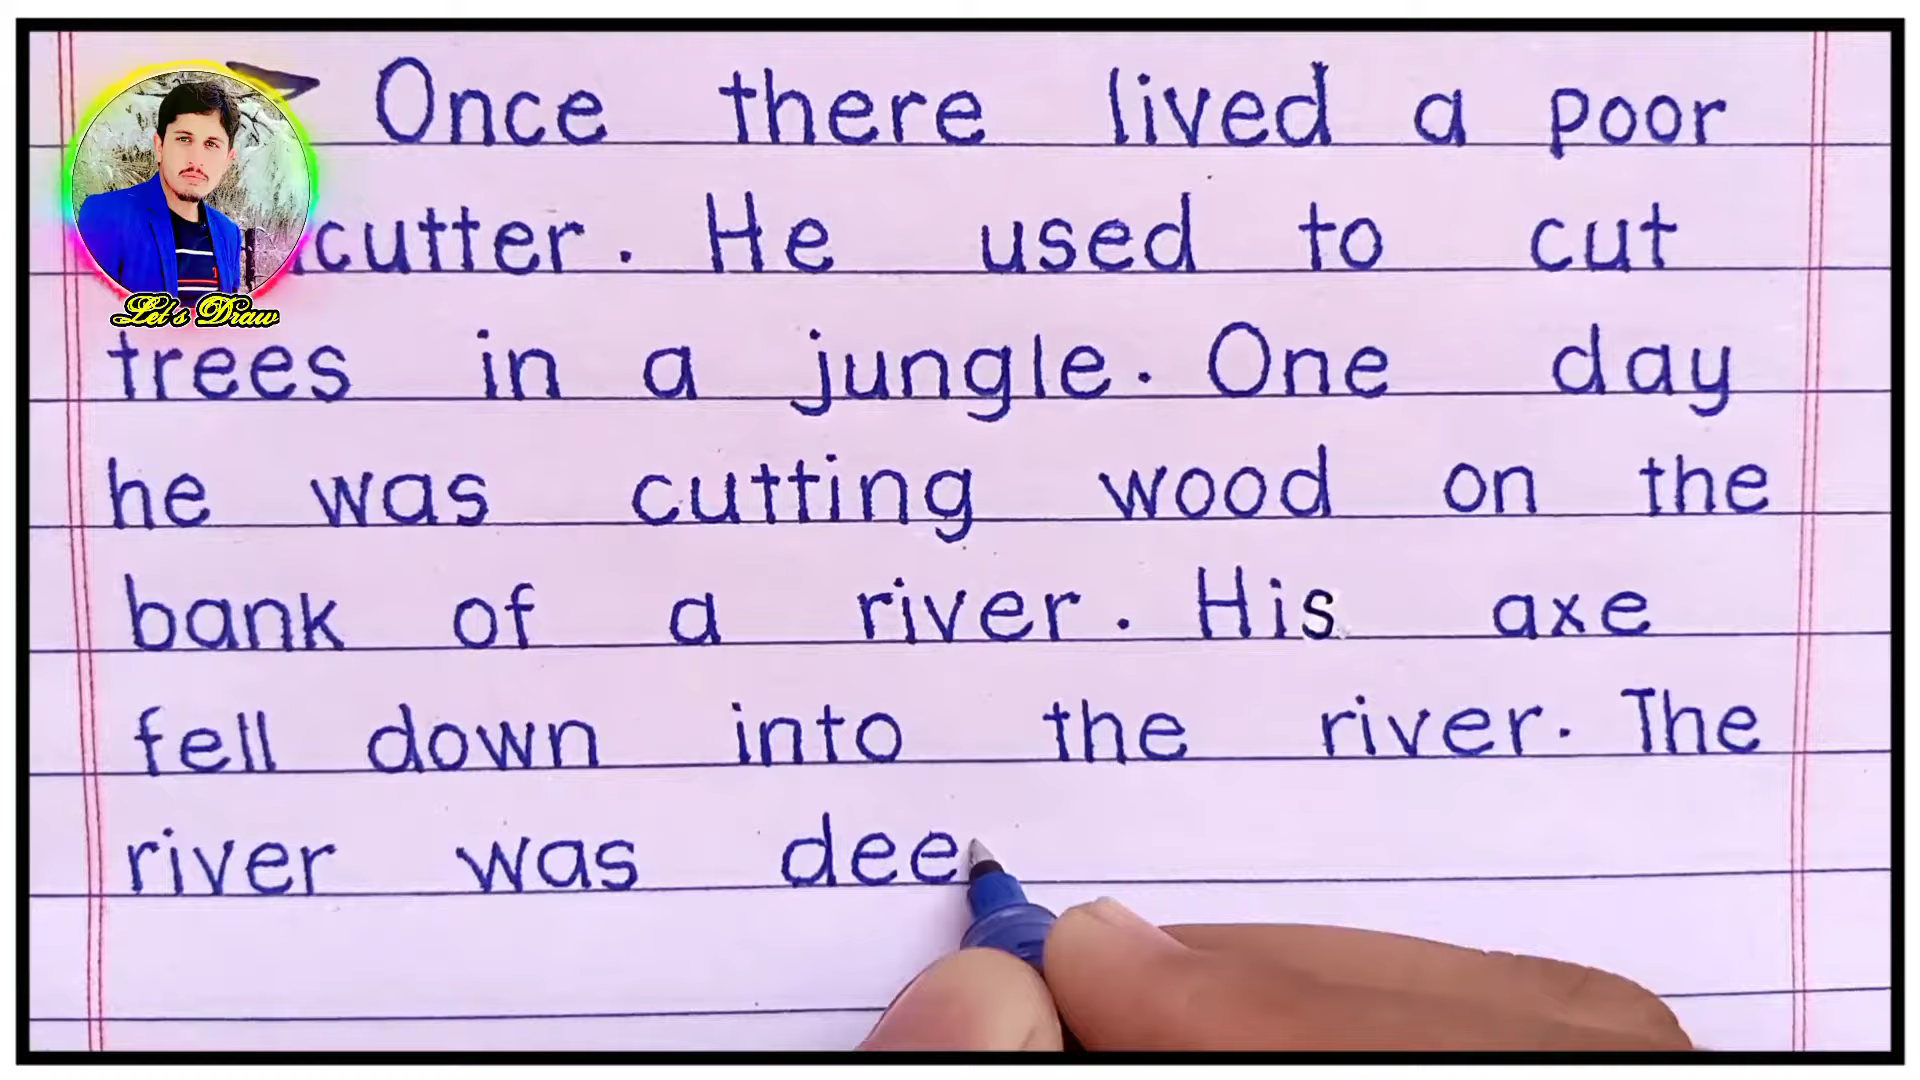 Once there lived a poor
cutter. He used to cut
trees in a jungle. One day
he was cutting wood on the
bank of a river. His axe
fell down into the river. The
river was dee
Let's Draw